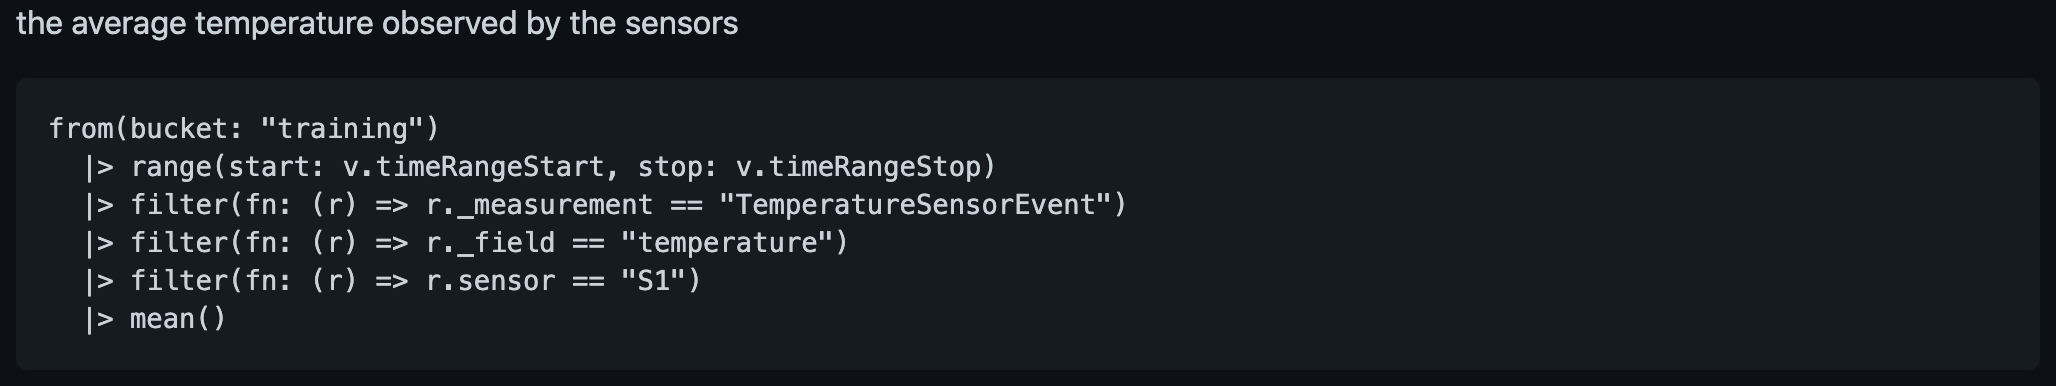 the average temperature observed by the sensors
from(bucket: "training")
  |> range(start: v.timeRangeStart, stop: v.timeRangeStop)
  |> filter(fn: (r) => r._measurement == "TemperatureSensorEvent")
  |> filter(fn: (r) => r._field == "temperature")
  |> filter(fn: (r) => r.sensor == "S1")
  |> mean()